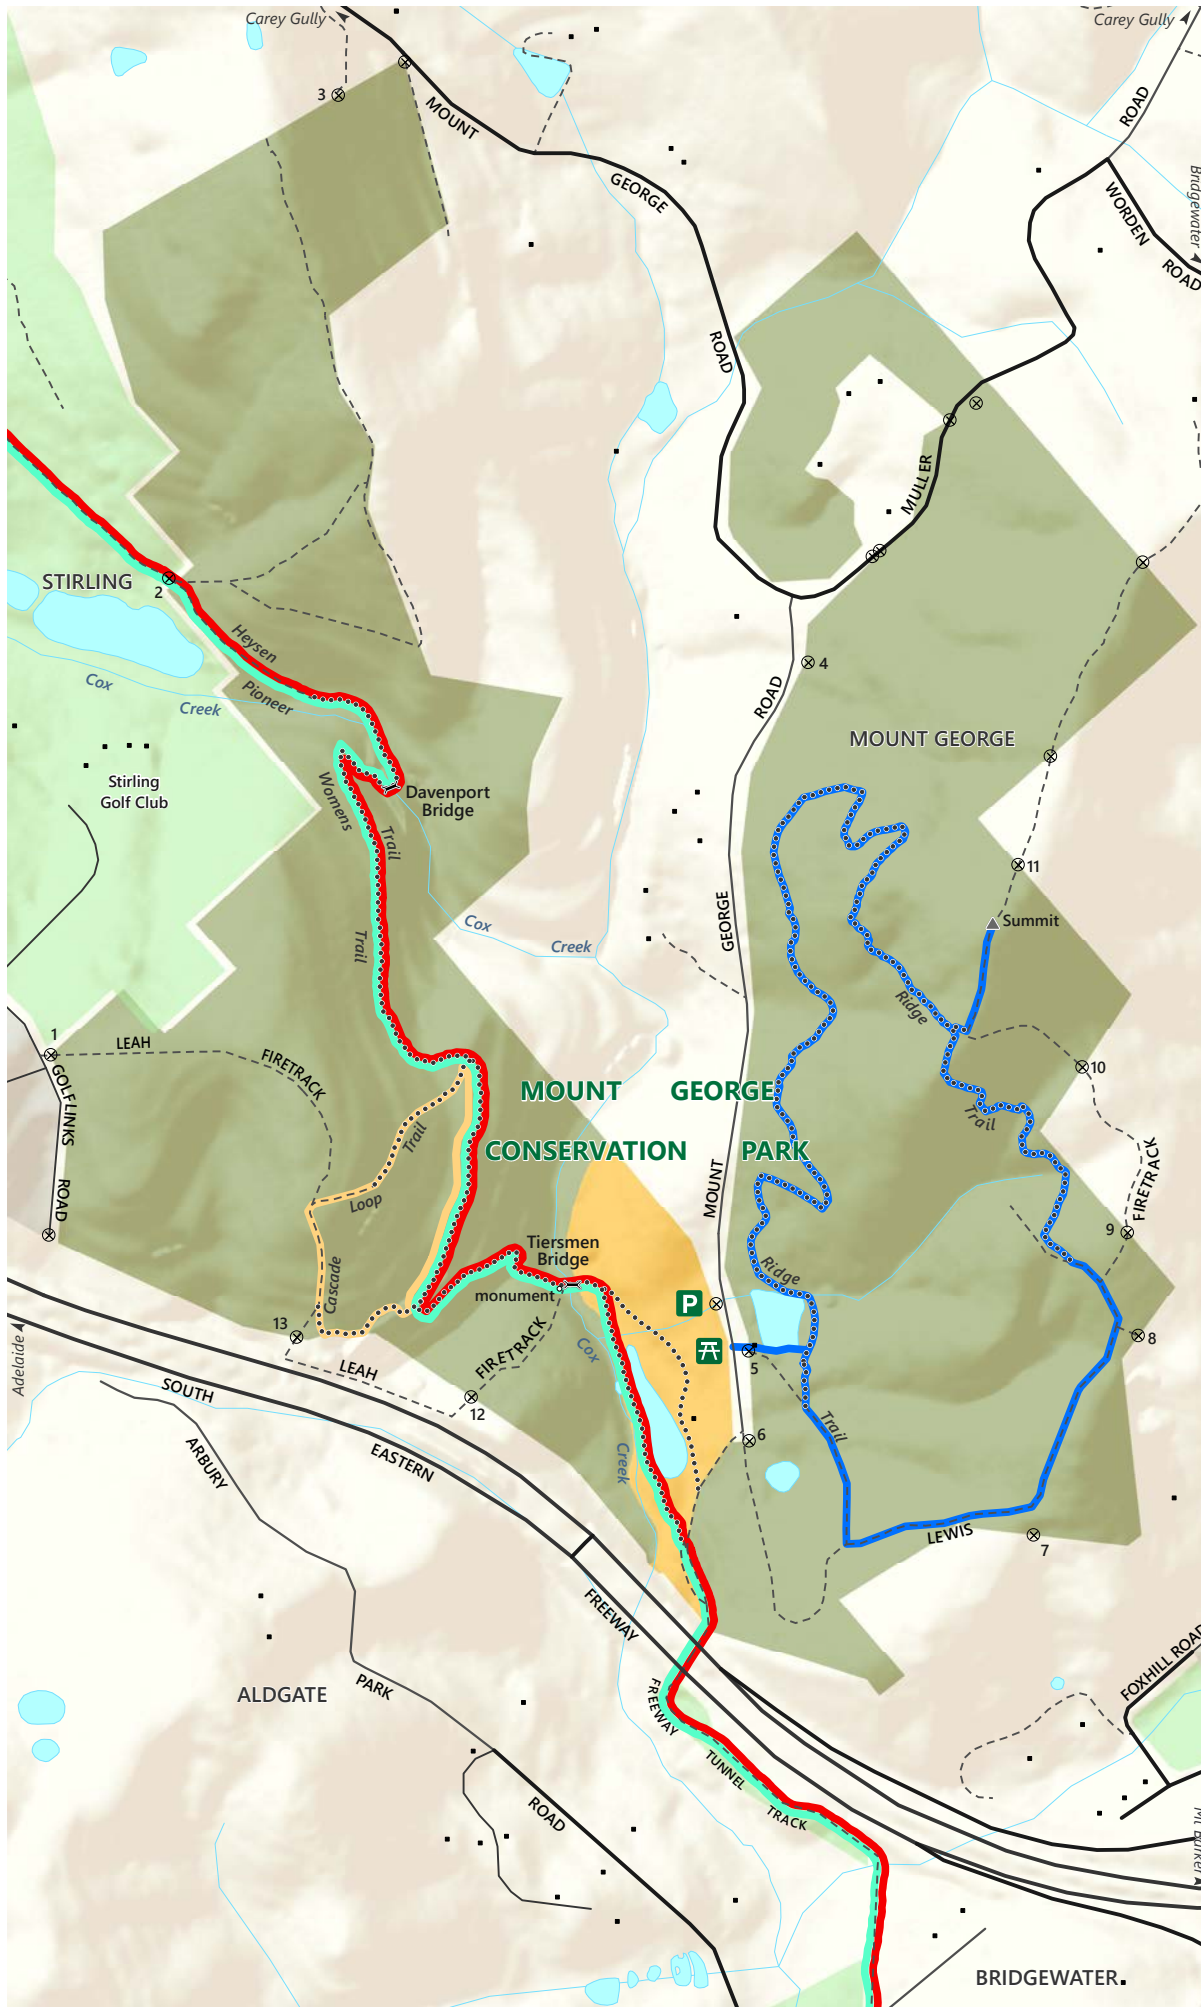 Carey Gully
Carey Gully
3
MOUNT
ROAD
GEORGE
Bridgewater
WORDEN
ROAD
ROAD
MULLER
STIRLING
2
Heysen
Pioneer
Cox
Creek
4
ROAD
MOUNT GEORGE
Stirling
Golf Club
Womens
Trail
Davenport
Bridge
11
Summit
GEORGE
Cox
Creek
Trail
Ridge
1
LEAH
FIRETRACK
GOLFLINKS
ROAD
10
MOUNT GEORGE
CONSERVATION PARK
Trail
Trail
Loop
MOUNT
FIRETRACK
9
Tiersmen
Bridge
monument
Ridge
Cascade
P
13
Adelaide
LEAH
FIRETRACK
Cox
5
8
SOUTH
12
Trail
6
ARBURY
EASTERN
Creek
LEWIS
7
FREEWAY
FOXHILL ROAD
ALDGATE
PARK
FREEWAY
TUNNEL
TRACK
ROAD
Mt Barker
BRIDGEWATER